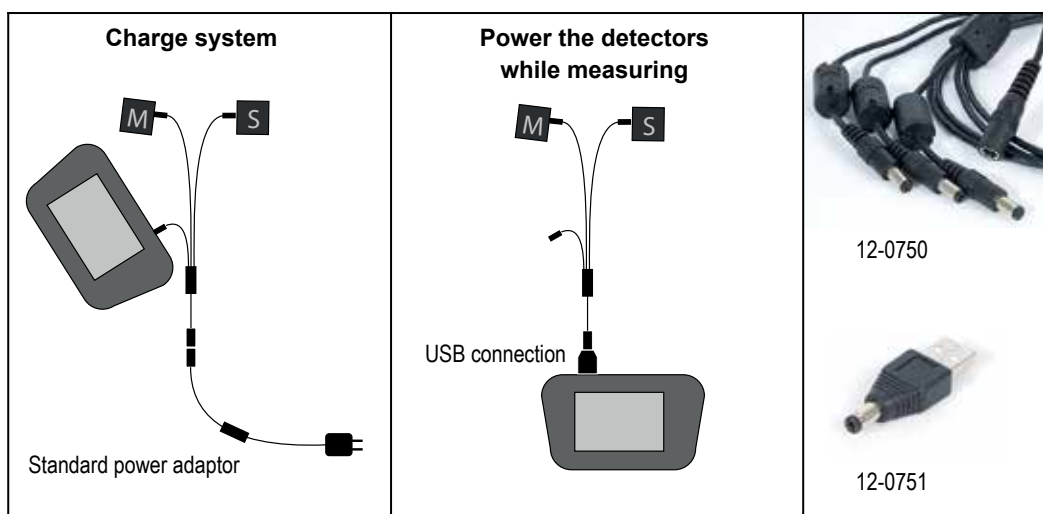 Charge system
M
S
Standard power adaptor
Power the detectors
while measuring
M
S
USB connection
12-0750
12-0751